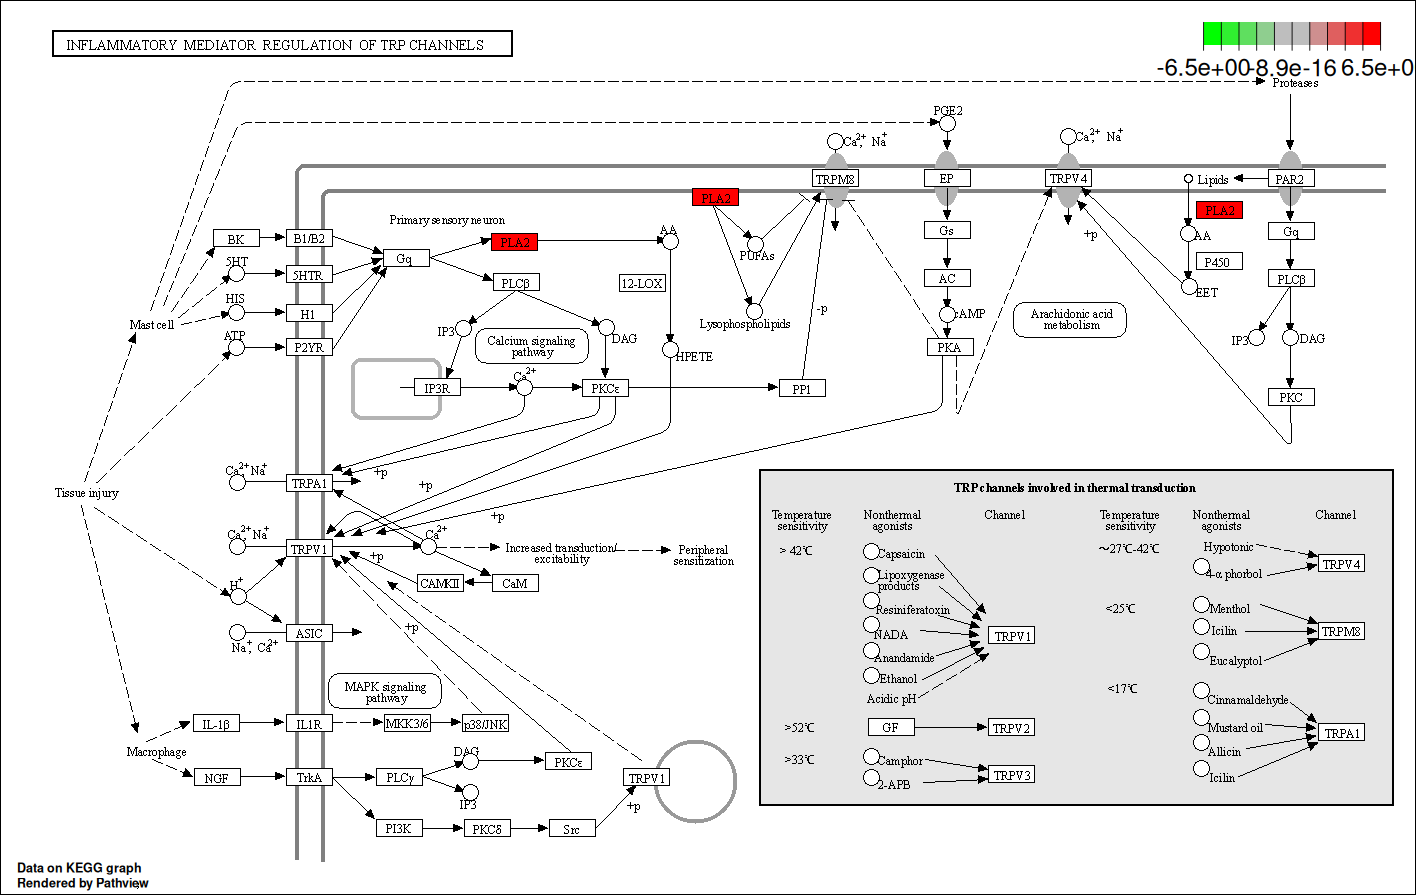 INFLAMMATORY MEDIATOR REGULATION OF TRP CHANNELS
-6.5e+00
-8.9e-16
6.5e+0
Proteases
PGE2
Ca2+, Na+
Ca2+, Na+
TRPM8
EP
TRPV4
Lipids
PAR2
PLA2
PLA2
Primary sensory neuron
BK
B1/B2
PLA2
AA
Gs
+p
AA
Gq
5HT
5HTR
Gq
PUFAs
P450
PLCβ
12-LOX
AC
PLCβ
EET
HIS
H1
Lysophospholipids
-p
cAMP
Arachidonic acid
metabolism
Mast cell
IP3
DAG
IP3
DAG
ATP
P2YR
Calcium signaling
pathway
HPETE
PKA
IP3R
Ca2+
PKCε
PP1
PKC
Ca2+ Na+
TRPA1
+p
+p
Tissue injury
+p
Ca2+ Na+
TRPV1
Ca2+
+p
Increased transduction/
excitability
Peripheral
sensitization
CAMKII
CaM
H+
+p
ASIC
Na+, Ca2+
MAPK signaling
pathway
IL-1β
IL1R
MKK3/6
p38/JNK
Macrophage
DAG
PKCε
NGF
TrkA
PLCγ
TRPV1
IP3
+p
PI3K
PKCδ
Src
TRP channels involved in thermal transduction
Temperature
sensitivity
Nonthermal
agonists
Channel
Temperature
sensitivity
Nonthermal
agonists
Channel
> 42℃
Capsaicin
Lipoxygenase
products
Resiniferatoxin
NADA
Anandamide
Ethanol
Acidic pH
TRPV1
>52℃
GF
TRPV2
>33℃
Camphor
2-APB
TRPV3
～27℃-42℃
Hypotonic
4-α phorbol
TRPV4
<25℃
Menthol
Icilin
Eucalyptol
TRPM8
<17℃
Cinnamaldehyde
Mustard oil
Allicin
Icilin
TRPA1
Data on KEGG graph
Rendered by Pathview